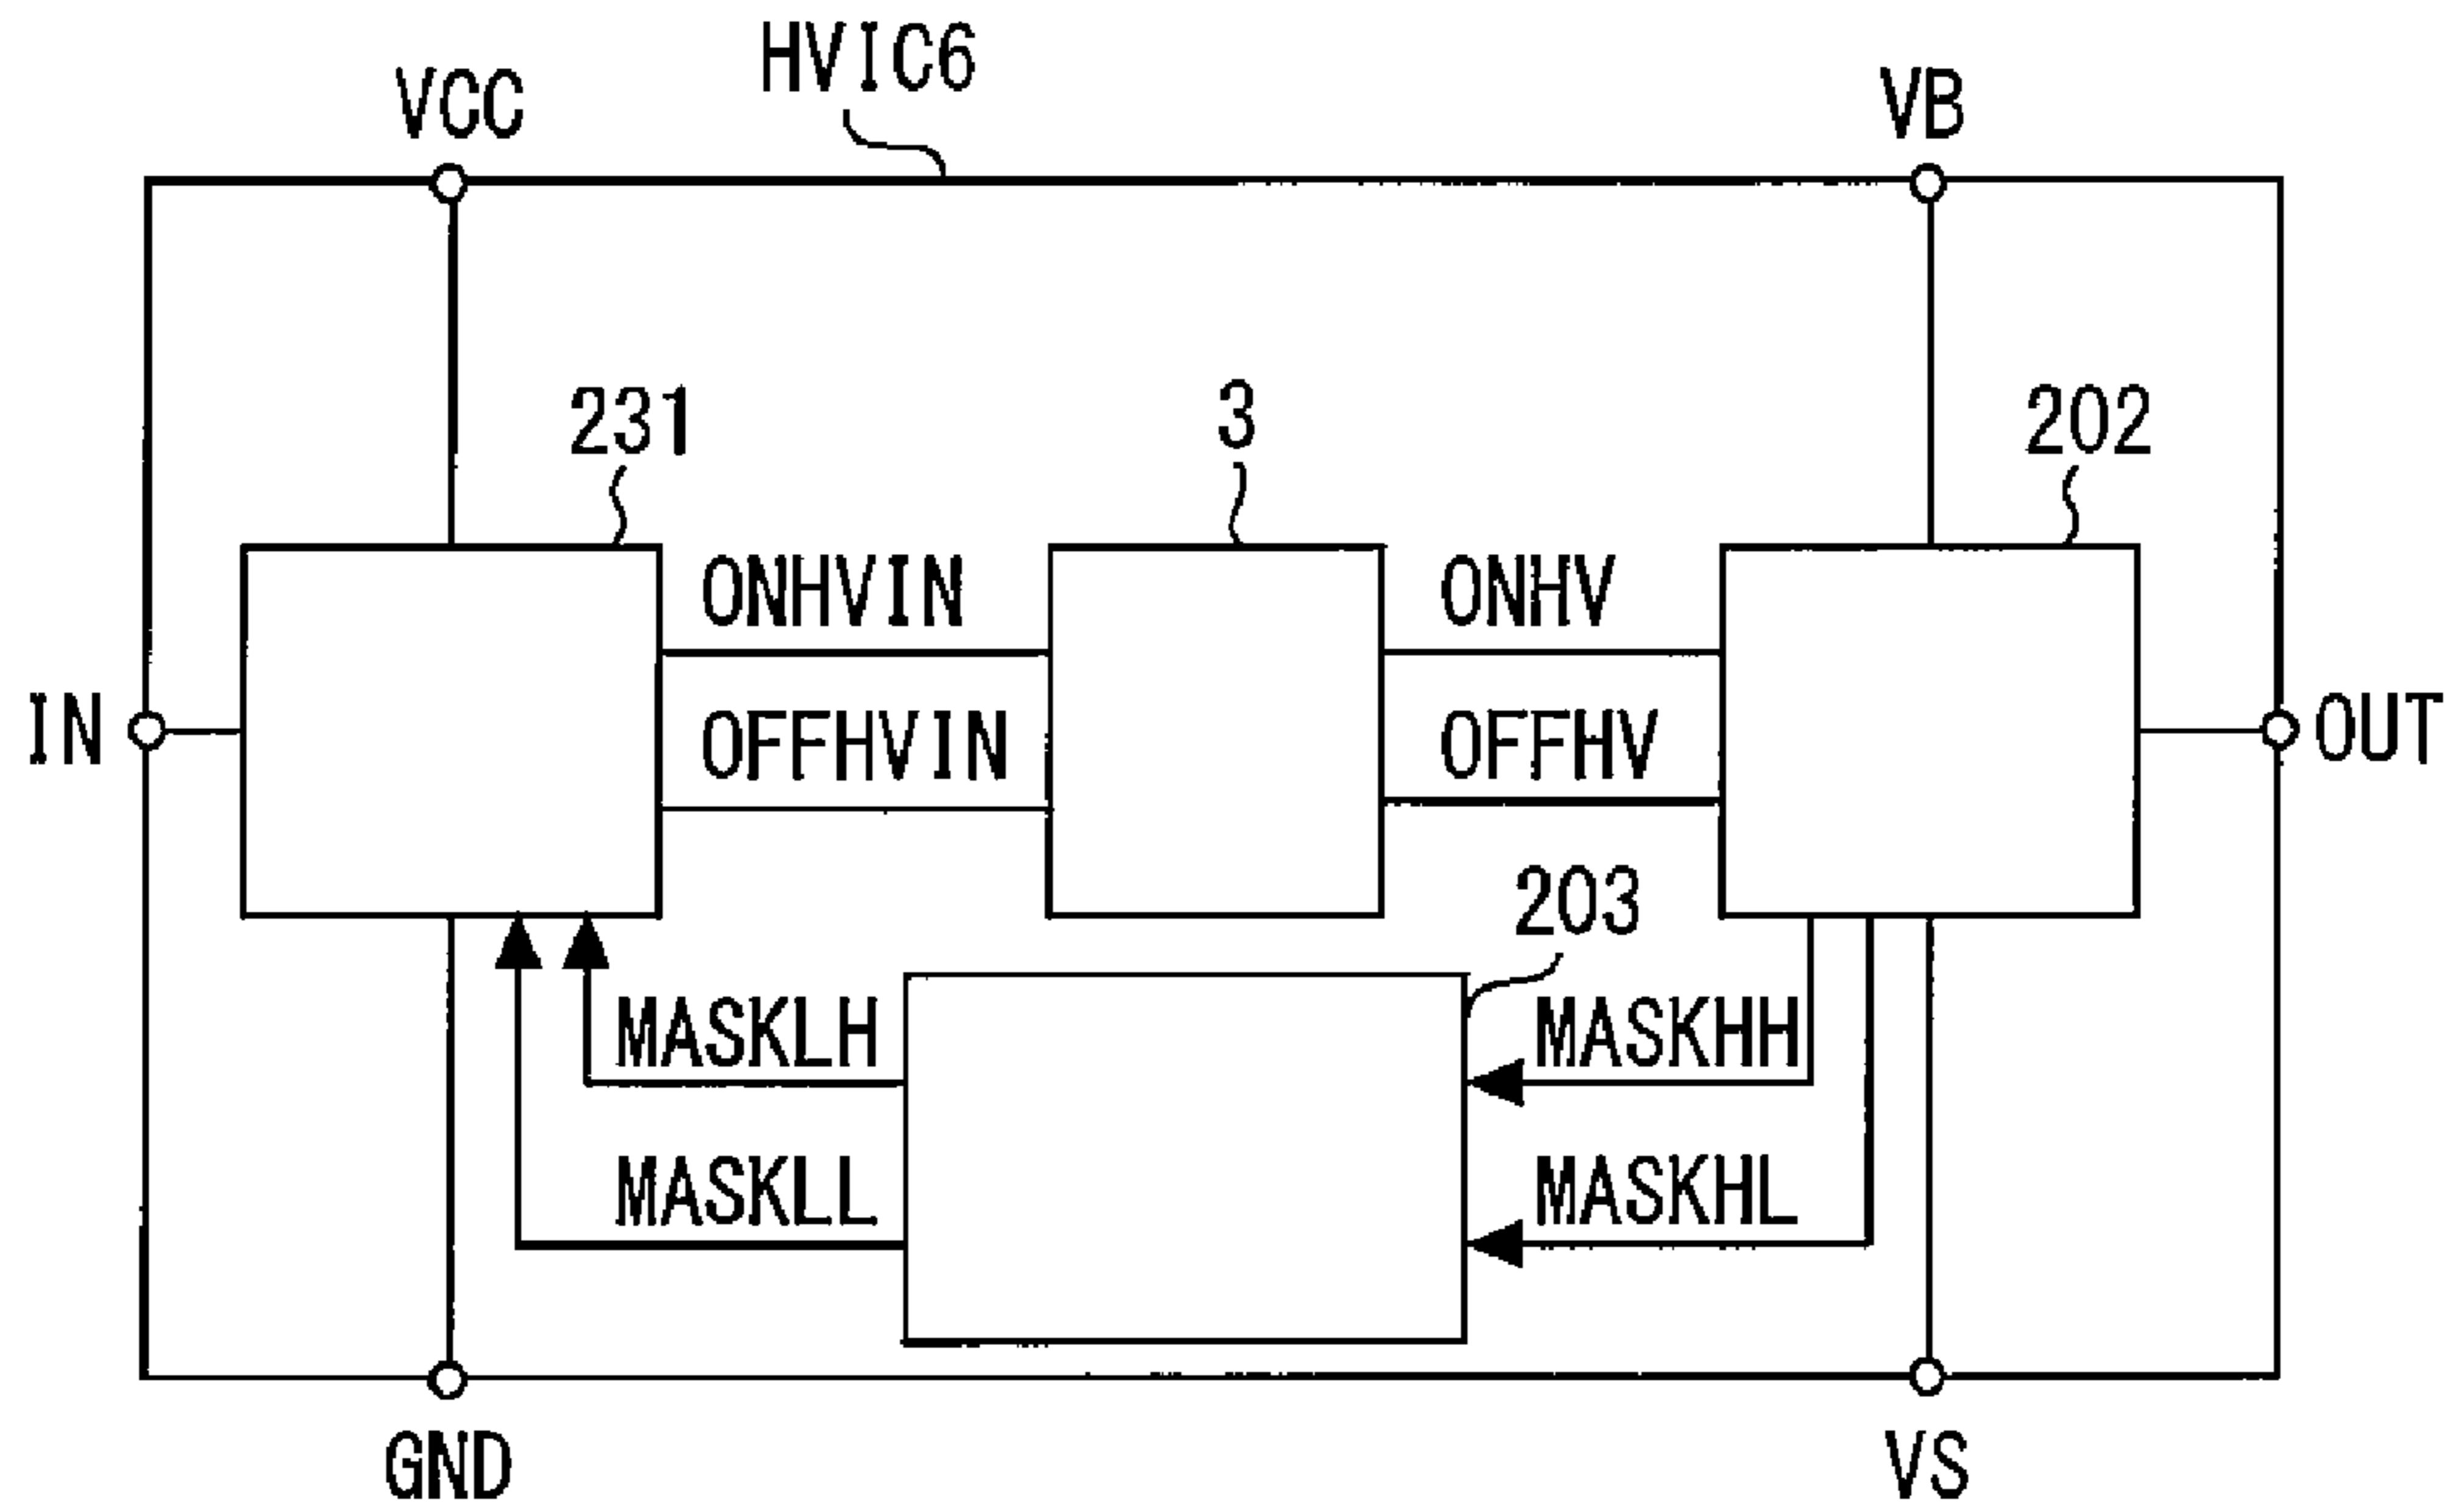 HVIC6
VCC
VB
231
3
202
ONHVIN
ONHV
IN
OFFHVIN
OFFHV
OUT
203
MASKLH
MASKHH
MASKLL
MASKHL
GND
VS